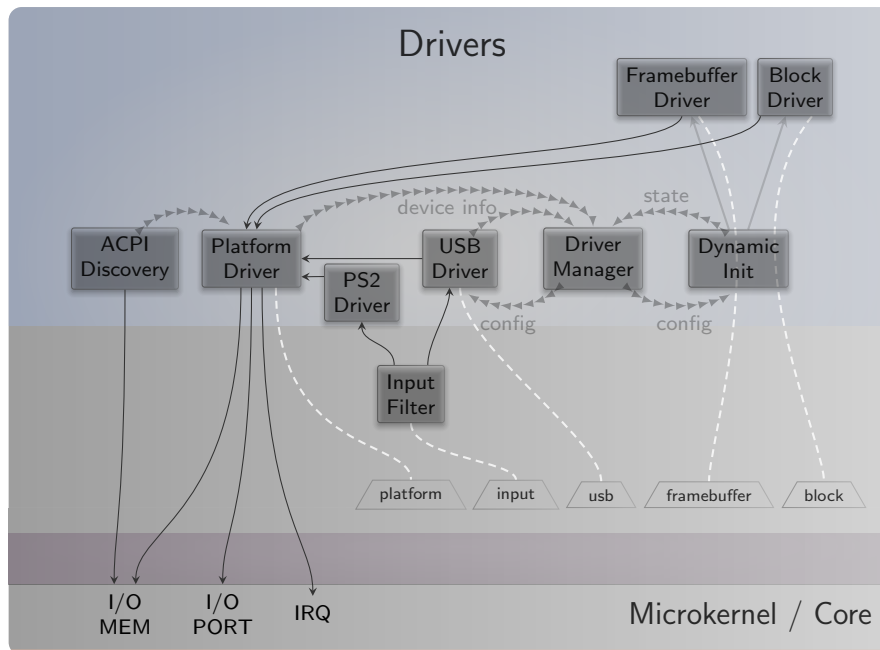 Drivers
Framebuffer
Driver
Block
Driver
device info
state
ACPI
Discovery
Platform
Driver
PS2
Driver
USB
Driver
Driver
Manager
Dynamic
Init
config
config
Input
Filter
platform
input
usb
framebuffer
block
I/O
MEM
I/O
PORT
IRQ
Microkernel / Core